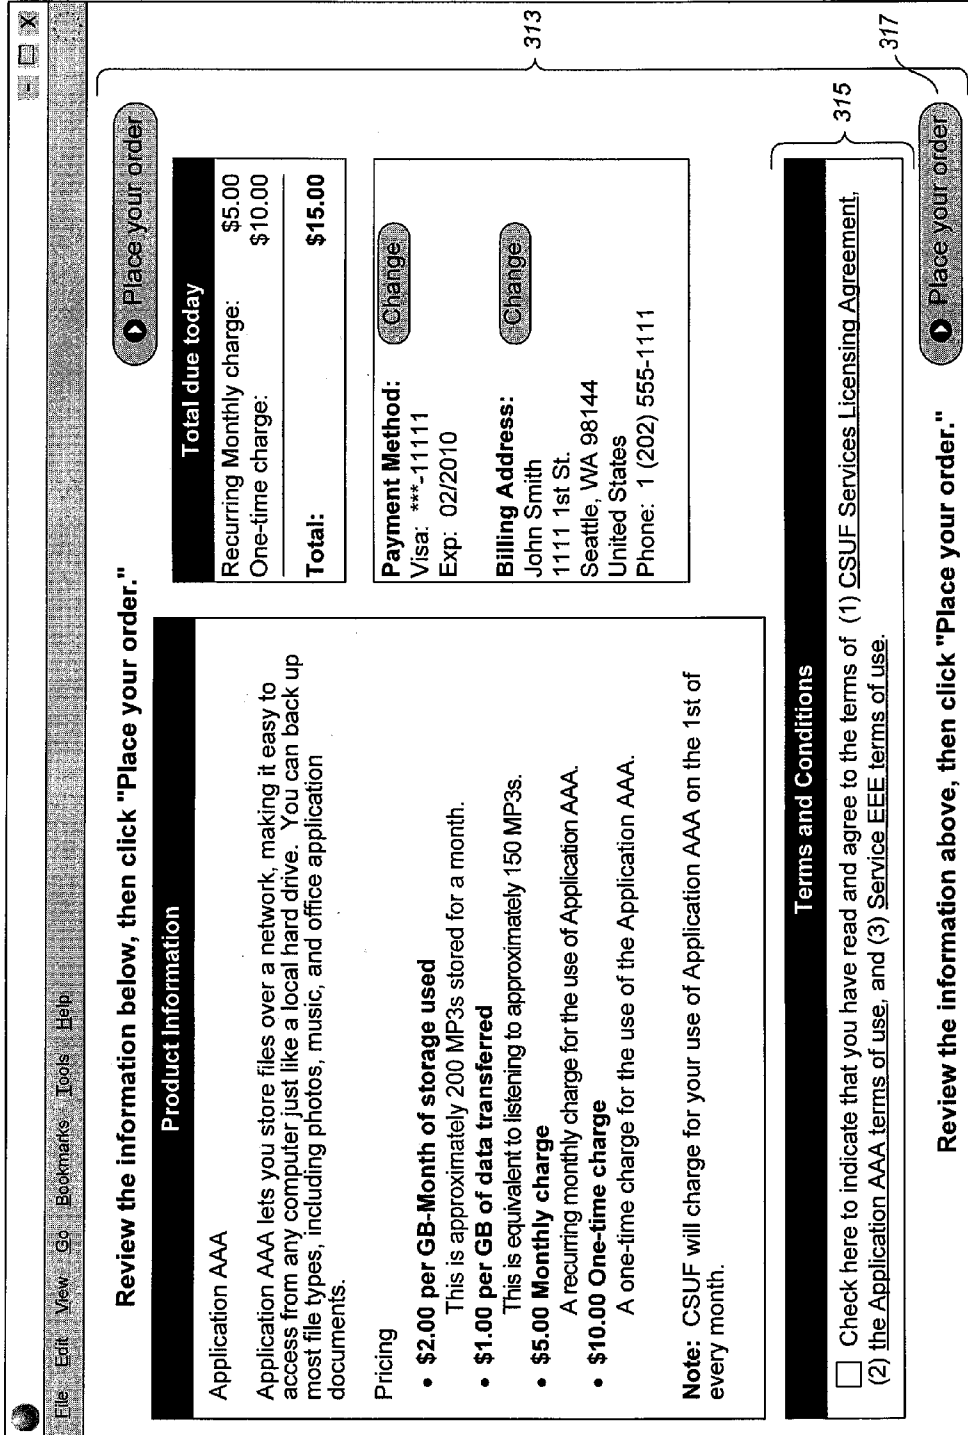 File Edit View Go Bookmarks Tools Help
Review the information below, then click "Place your order."
Place your order
Product Information
Application AAA
Application AAA lets you store files over a network, making it easy to
access from any computer just like a local hard drive. You can back up
most file types, including photos, music, and office application
documents.
Pricing
• $2.00 per GB-Month of storage used
This is approximately 200 MP3s stored for a month.
• $1.00 per GB of data transferred
This is equivalent to listening to approximately 150 MP3s.
• $5.00 Monthly charge
A recurring monthly charge for the use of Application AAA.
• $10.00 One-time charge
A one-time charge for the use of the Application AAA.
Note: CSUF will charge for your use of Application AAA on the 1st of
every month.
Total due today
Recurring Monthly charge: $5.00
One-time charge: $10.00
Total: $15.00
Payment Method: Change
Visa: ***-11111
Exp: 02/2010
Billing Address: Change
John Smith
1111 1st St.
Seattle, WA 98144
United States
Phone: 1 (202) 555-1111
313
Terms and Conditions
Check here to indicate that you have read and agree to the terms of (1) CSUF Services Licensing Agreement,
(2) the Application AAA terms of use, and (3) Service EEE terms of use.
315
Review the information above, then click "Place your order."
Place your order
317